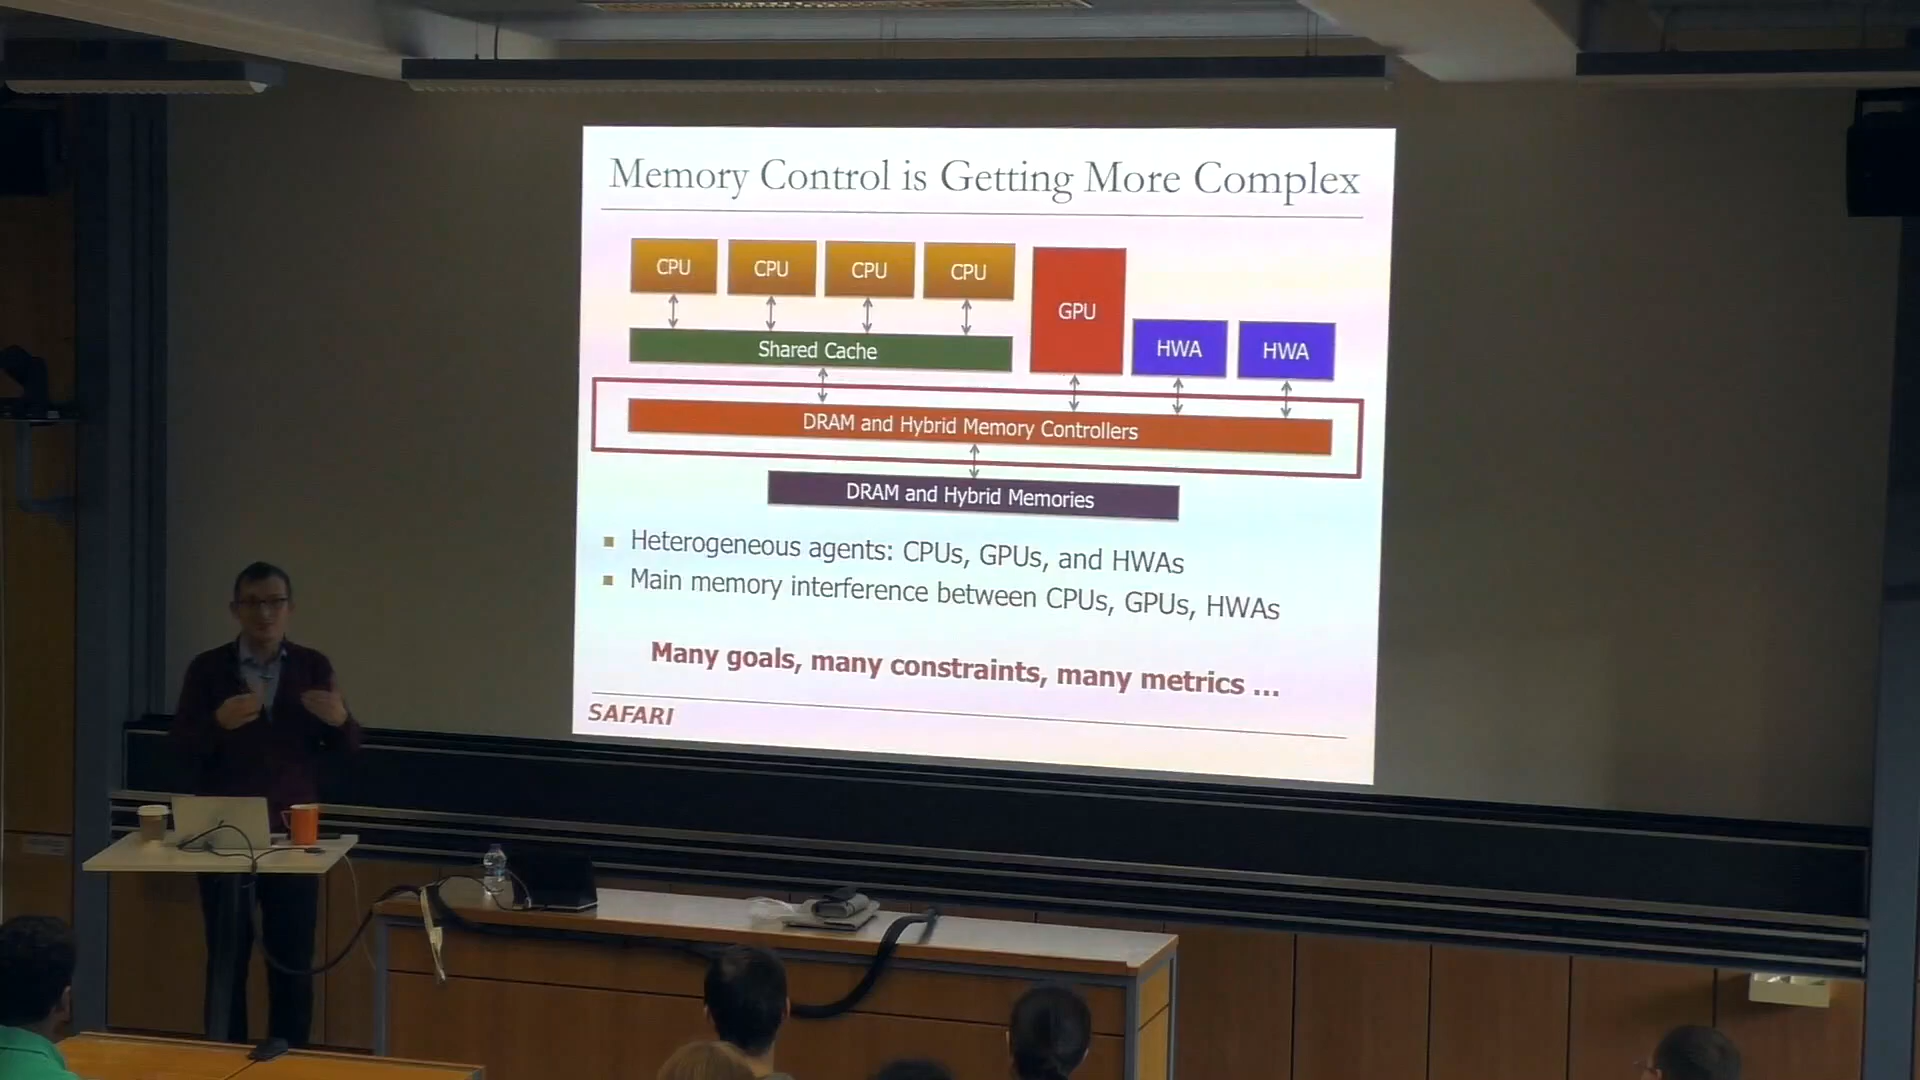 Memory Control is Getting More Complex
CPU
CPU
CPU
CPU
GPU
HWA
HWA
Shared Cache
DRAM and Hybrid Memory Controllers
DRAM and Hybrid Memories
Heterogeneous agents: CPUs, GPUs, and HWAs
Main memory interference between CPUs, GPUs, HWAs
Many goals, many constraints, many metrics ...
SAFARI